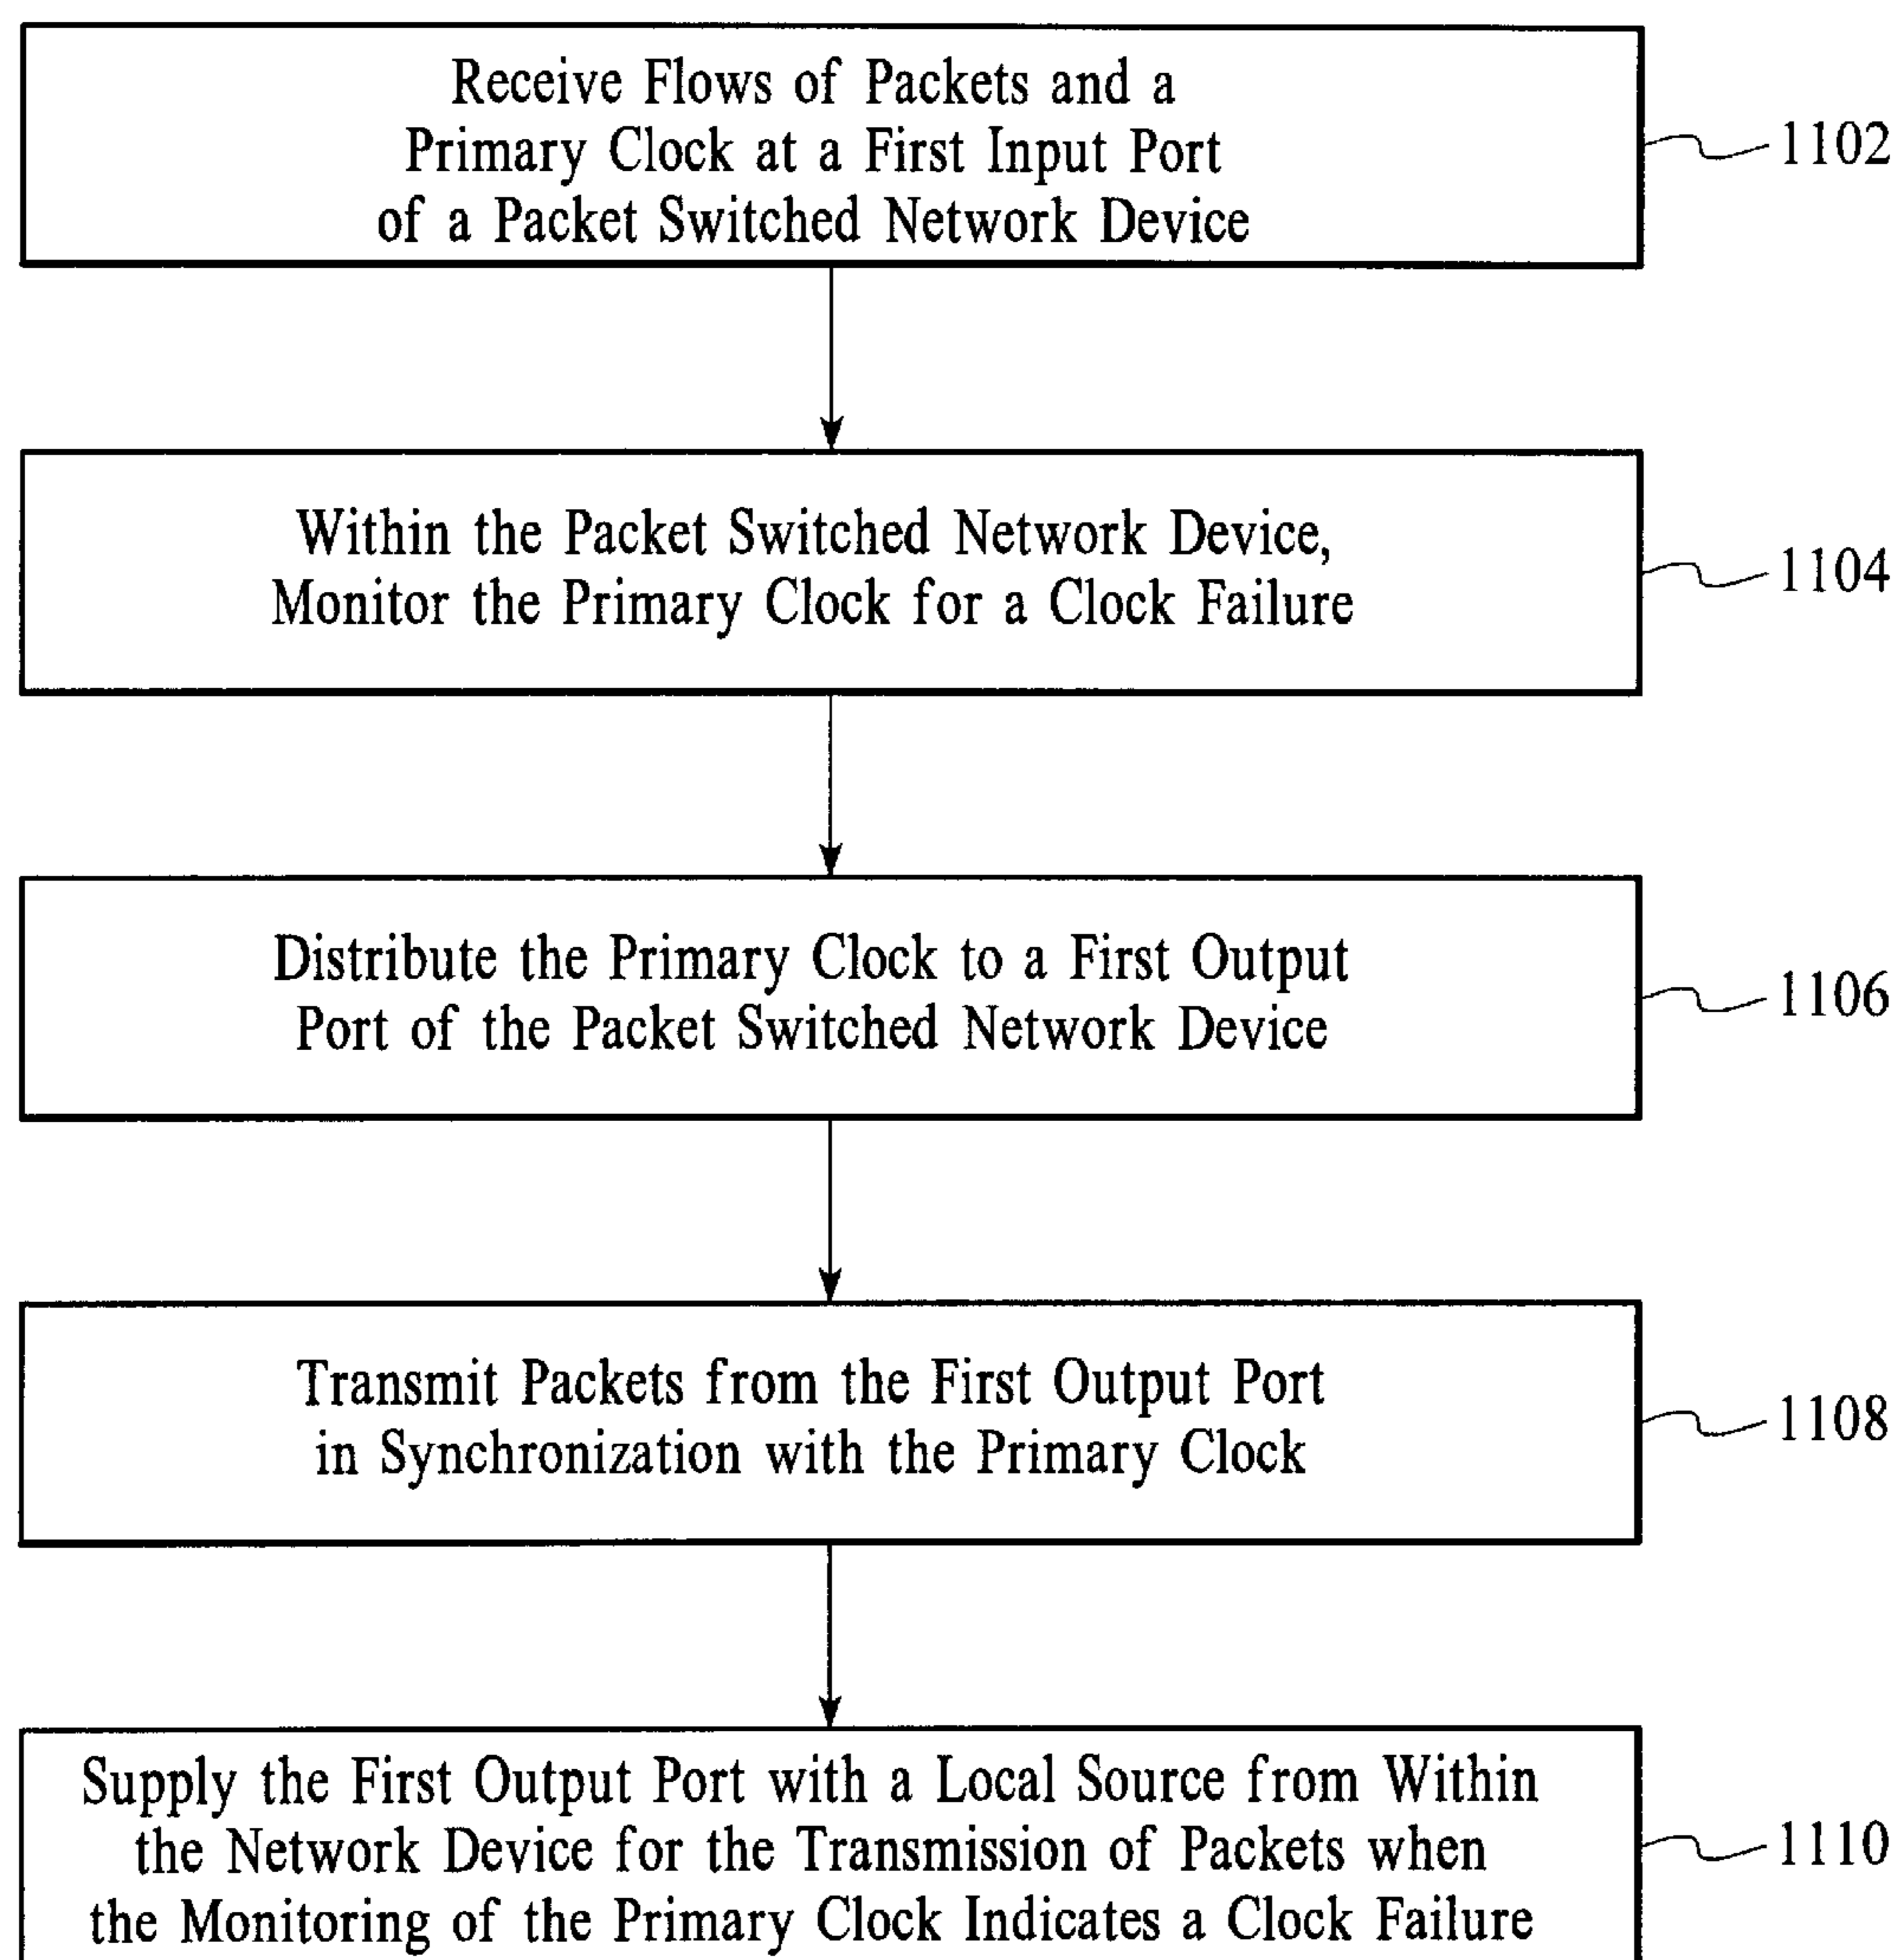 Receive Flows of Packets and a
Primary Clock at a First Input Port
of a Packet Switched Network Device
1102
Within the Packet Switched Network Device,
Monitor the Primary Clock for a Clock Failure
1104
Distribute the Primary Clock to a First Output
Port of the Packet Switched Network Device
1106
Transmit Packets from the First Output Port
in Synchronization with the Primary Clock
1108
Supply the First Output Port with a Local Source from Within
the Network Device for the Transmission of Packets when
the Monitoring of the Primary Clock Indicates a Clock Failure
1110